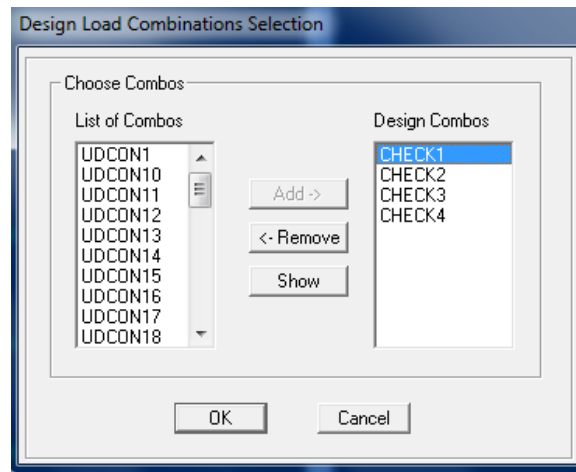 Design Load Combinations Selection
Choose Combos
List of Combos
UDCON1
UDCON10
UDCON11
UDCON12
UDCON13
UDCON14
UDCON15
UDCON16
UDCON17
UDCON18
Add ->
<- Remove
Show
Design Combos
CHECK1
CHECK2
CHECK3
CHECK4
OK
Cancel